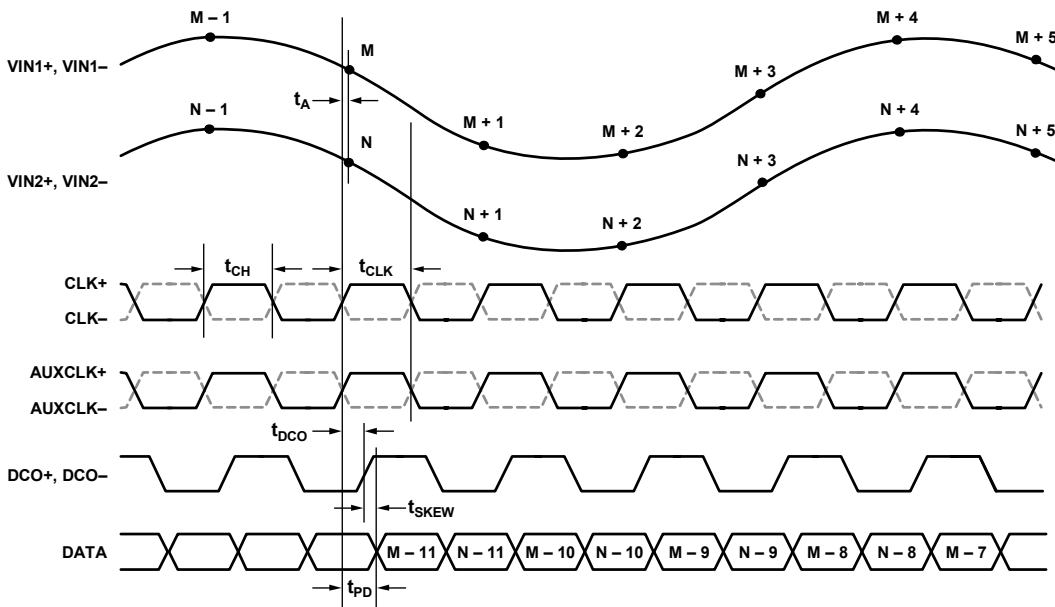 M – 1
M
M + 1
M + 2
M + 3
M + 4
M + 5
VIN1+, VIN1–
tA
N – 1
N
N + 1
N + 2
N + 3
N + 4
N + 5
VIN2+, VIN2–
tCH
tCLK
CLK+
CLK–
AUXCLK+
AUXCLK–
tDCO
DCO+, DCO–
tSKEW
DATA
M – 11
N – 11
M – 10
N – 10
M – 9
N – 9
M – 8
N – 8
M – 7
tPD